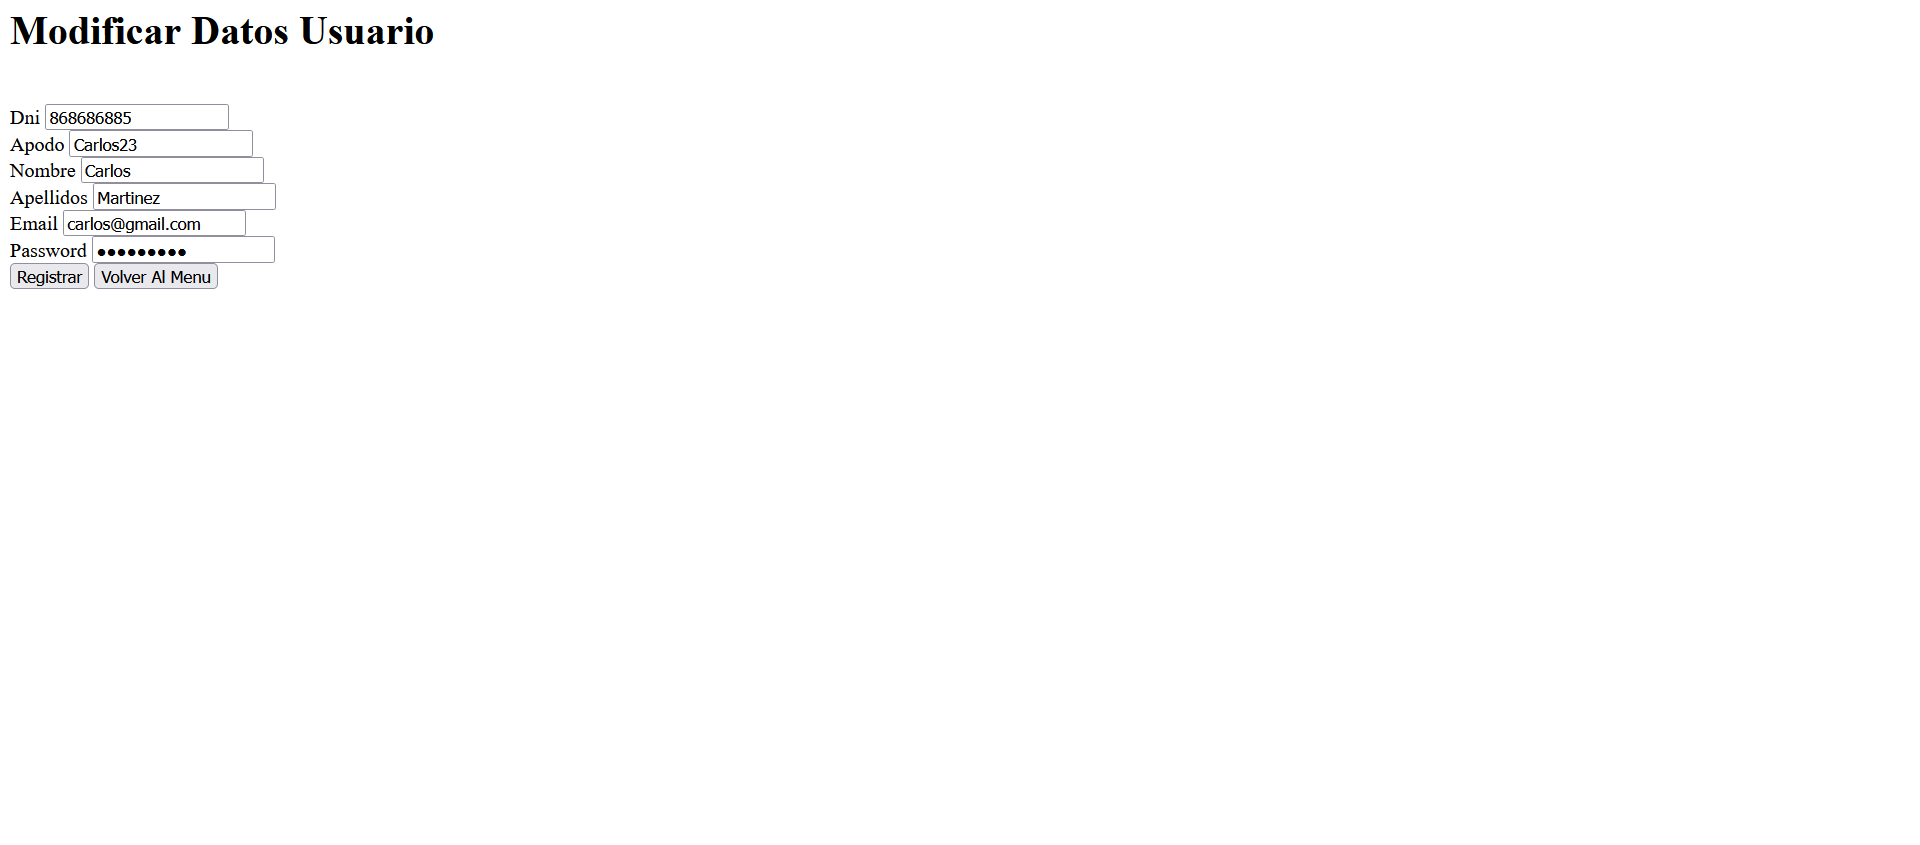 Modificar Datos Usuario
Dni 868686885
Apodo Carlos23
Nombre Carlos
Apellidos Martinez
Email carlos@gmail.com
Password ●●●●●●●●●
Registrar Volver Al Menu